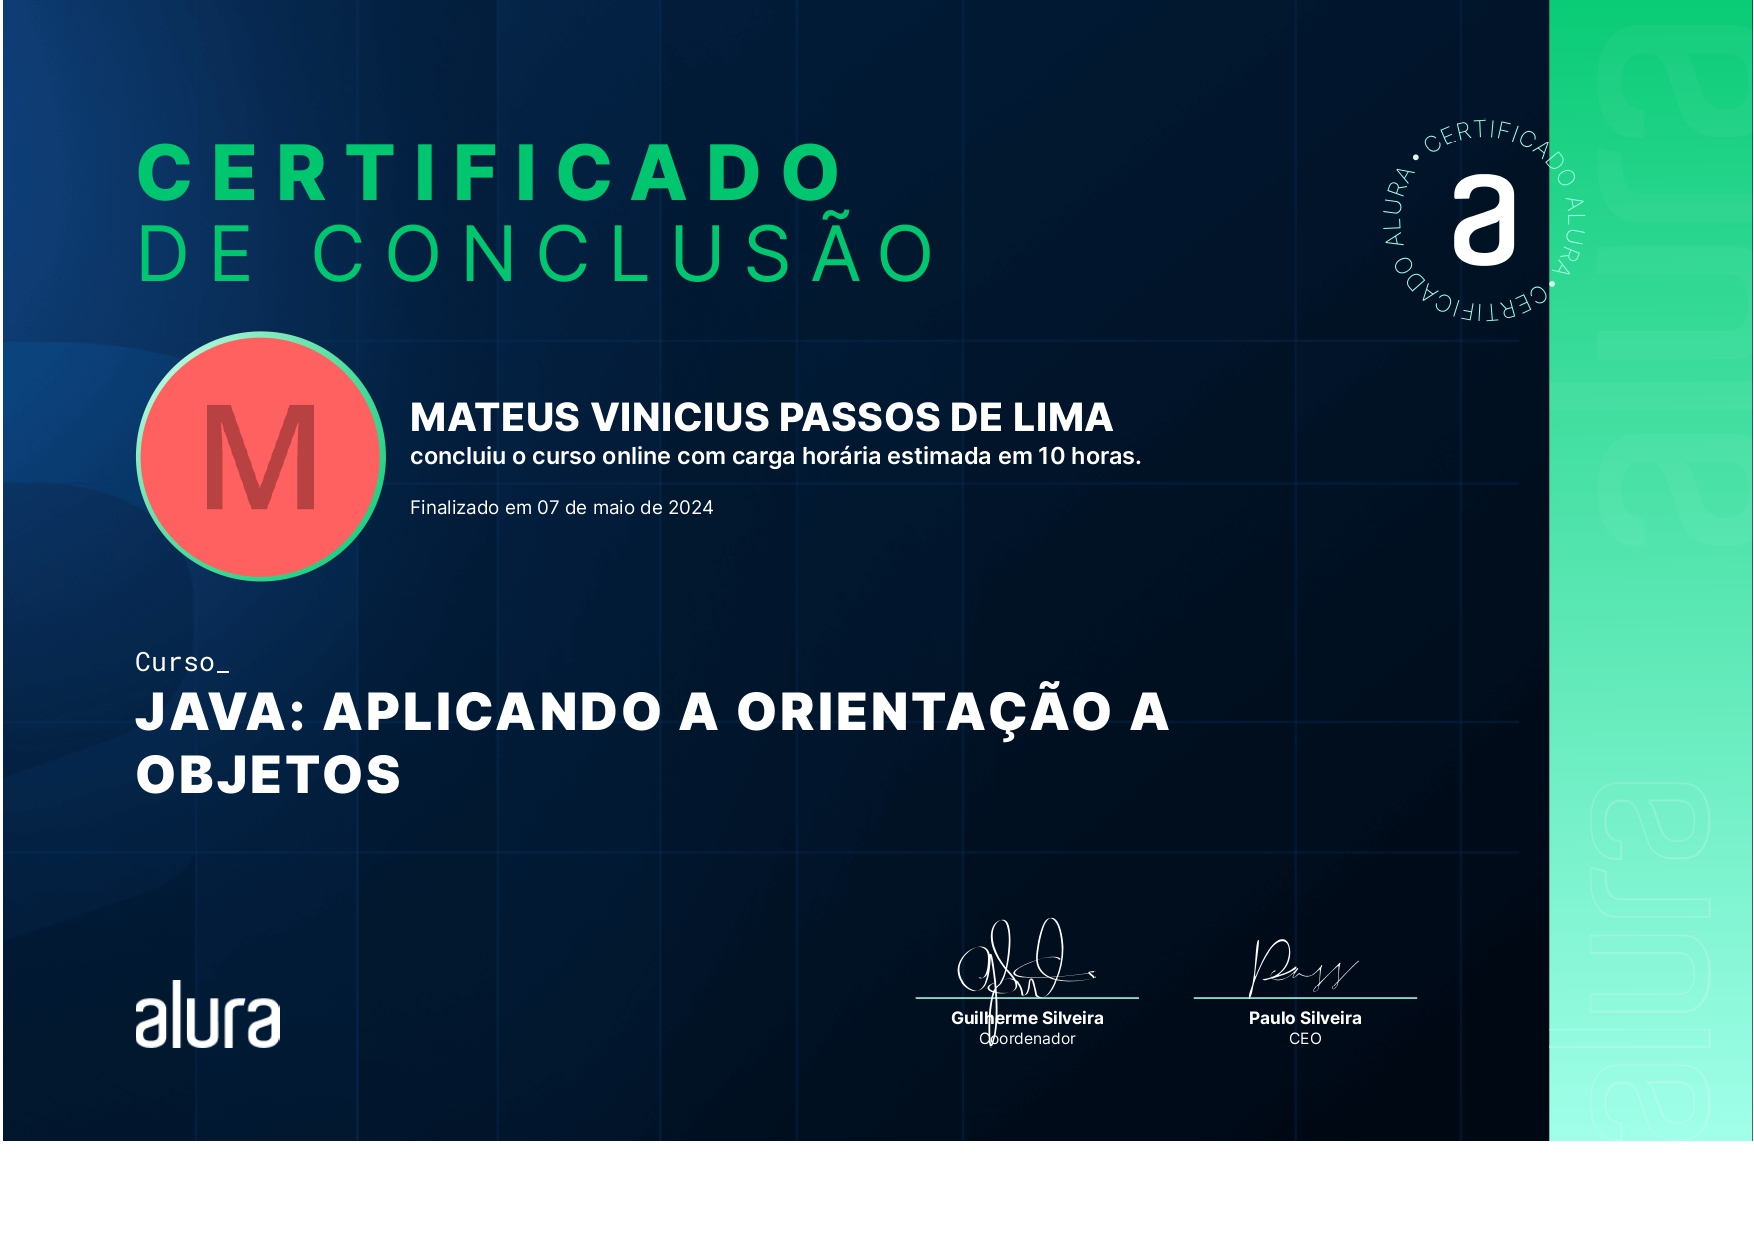 CERTIFICADO
DE CONCLUSÃO
CERTIFICADO ALURA • CERTIFICADO ALURA •
a
M
MATEUS VINICIUS PASSOS DE LIMA
concluiu o curso online com carga horária estimada em 10 horas.
Finalizado em 07 de maio de 2024
Curso_
JAVA: APLICANDO A ORIENTAÇÃO A
OBJETOS
alura
Guilherme Silveira
Coordenador
Paulo Silveira
CEO
alura
alura